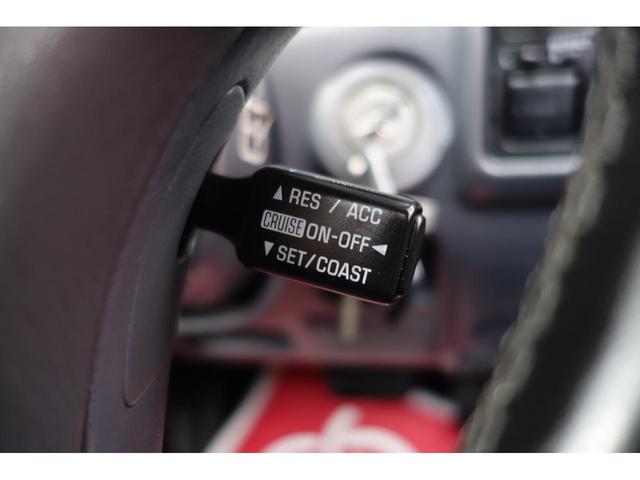 ▲ RES / ACC
CRUISE ON-OFF ◀
▼ SET/COAST